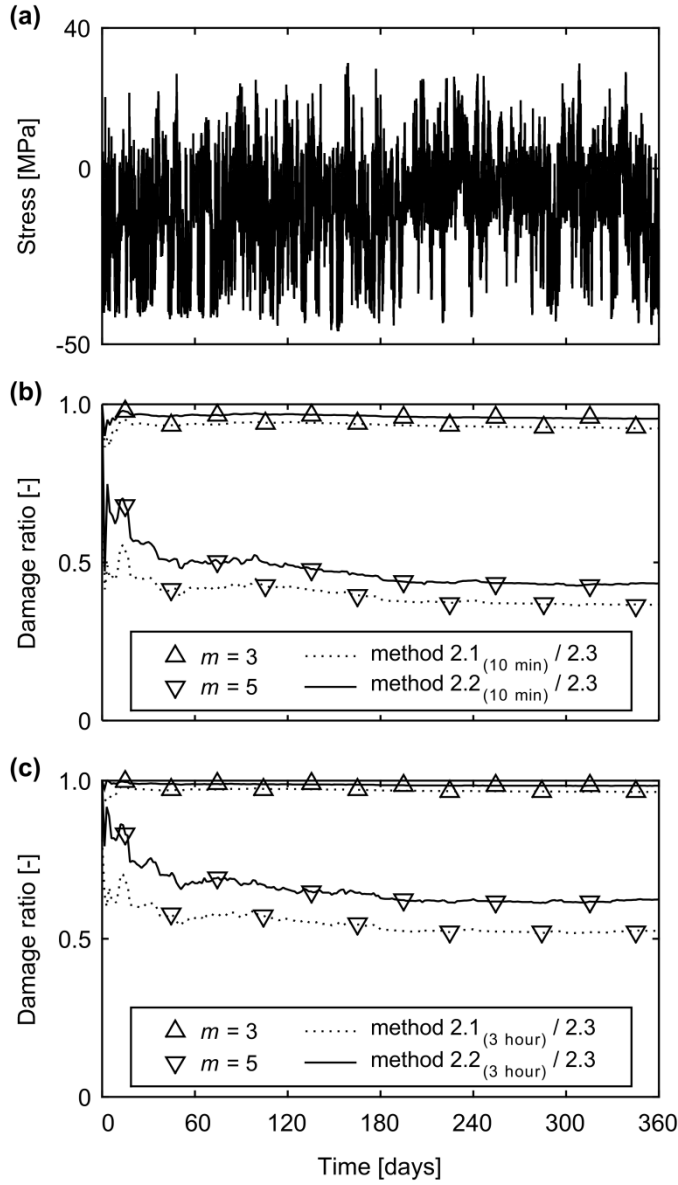 (a)
40
0
-50
Stress [MPa]
(b)
1.0
0.5
0
Damage ratio [-]
m = 3 method 2.1(10 min) / 2.3
m = 5 method 2.2(10 min) / 2.3
(c)
1.0
0.5
0
Damage ratio [-]
m = 3 method 2.1(3 hour) / 2.3
m = 5 method 2.2(3 hour) / 2.3
0 60 120 180 240 300 360
Time [days]